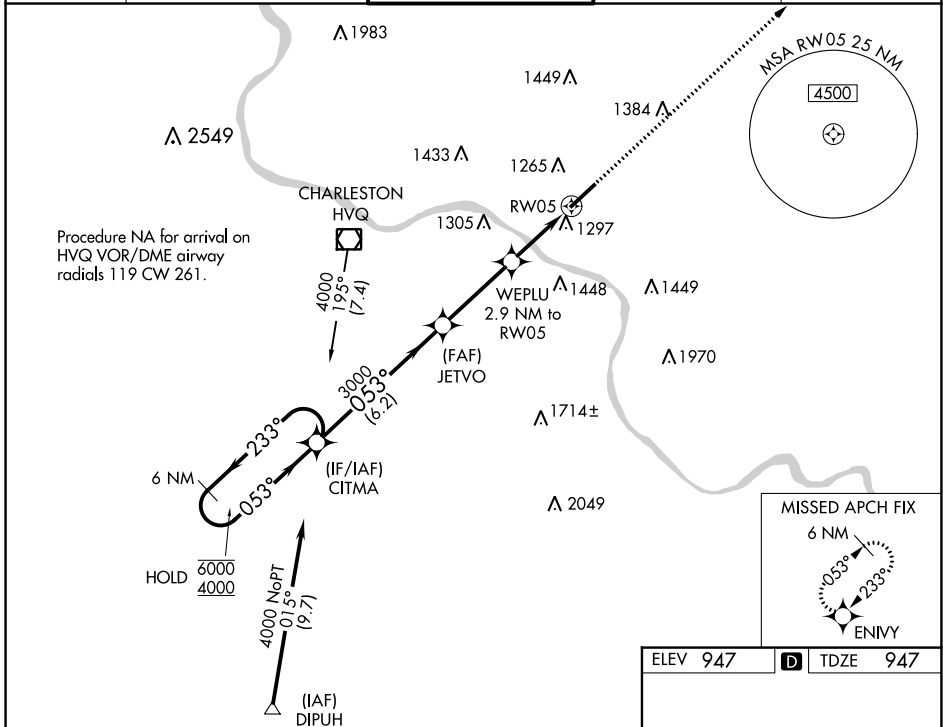 1983
MSA RW05 25 NM
4500
1449
1384
2549
1433
1265
CHARLESTON
HVQ
RW05
1305
1297
Procedure NA for arrival on
HVQ VOR/DME airway
radials 119 CW 261.
4000
195°
(7.4)
WEPLU
2.9 NM to
RW05
1448
1449
(FAF)
JETVO
1970
3000
053°
(6.2)
1714±
233°
6 NM
053°
(IF/IAF)
CITMA
2049
HOLD
6000
4000
4000 NoPT
015°
(9.7)
(IAF)
DIPUH
MISSED APCH FIX
6 NM
053°
233°
ENIVY
ELEV 947
D
TDZE 947